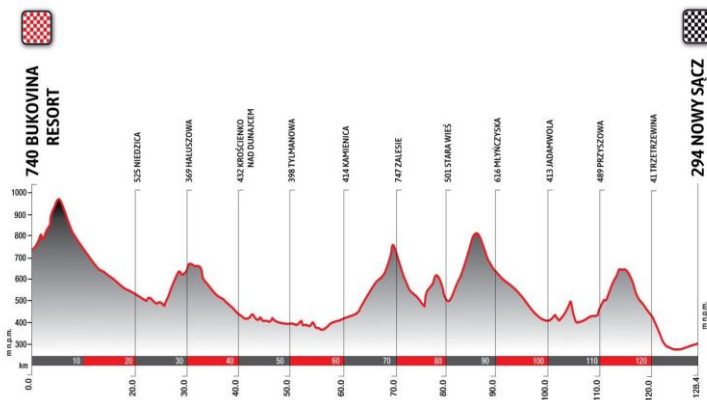 740 BUKOVINA
RESORT
525 NIEDZICA
369 HALUSZOWA
432 KROŚCIENKO
NAD DUNAJCEM
398 TYLMANOWA
414 KAMIENICA
747 ZALESIE
501 STARA WIEŚ
616 MŁYŃCZYSKA
413 JADAMWOLA
489 PRZYSZOWA
41 TRZETRZEWINA
294 NOWY SĄCZ
1000
900
800
700
600
500
400
300
m n.p.m.
m n.p.m.
km
10 20 30 40 50 60 70 80 90 100 110 120
0.0 20.0 30.0 40.0 50.0 60.0 70.0 80.0 90.0 100.0 110.0 120.0 128.4